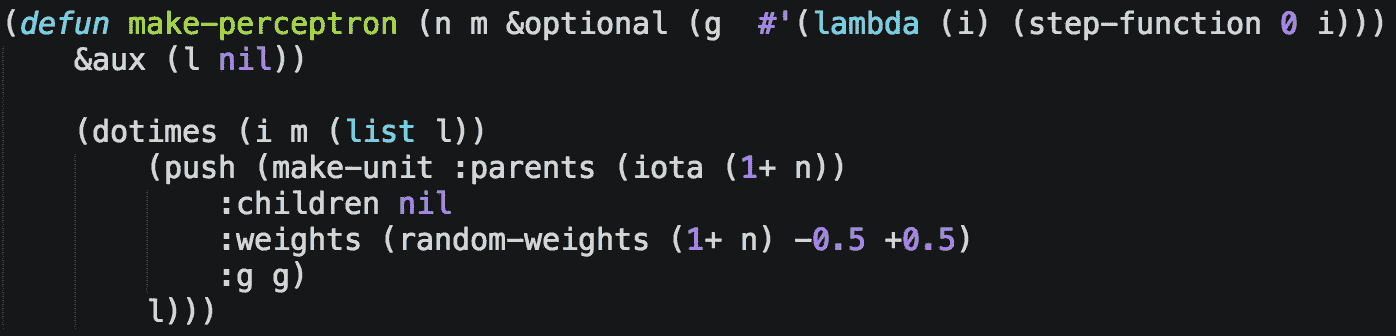 (defun make-perceptron (n m &optional (g  #'(lambda (i) (step-function 0 i)))
    &aux (l nil))
    (dotimes (i m (list l))
        (push (make-unit :parents (iota (1+ n))
            :children nil
            :weights (random-weights (1+ n) -0.5 +0.5)
            :g g)
        l)))